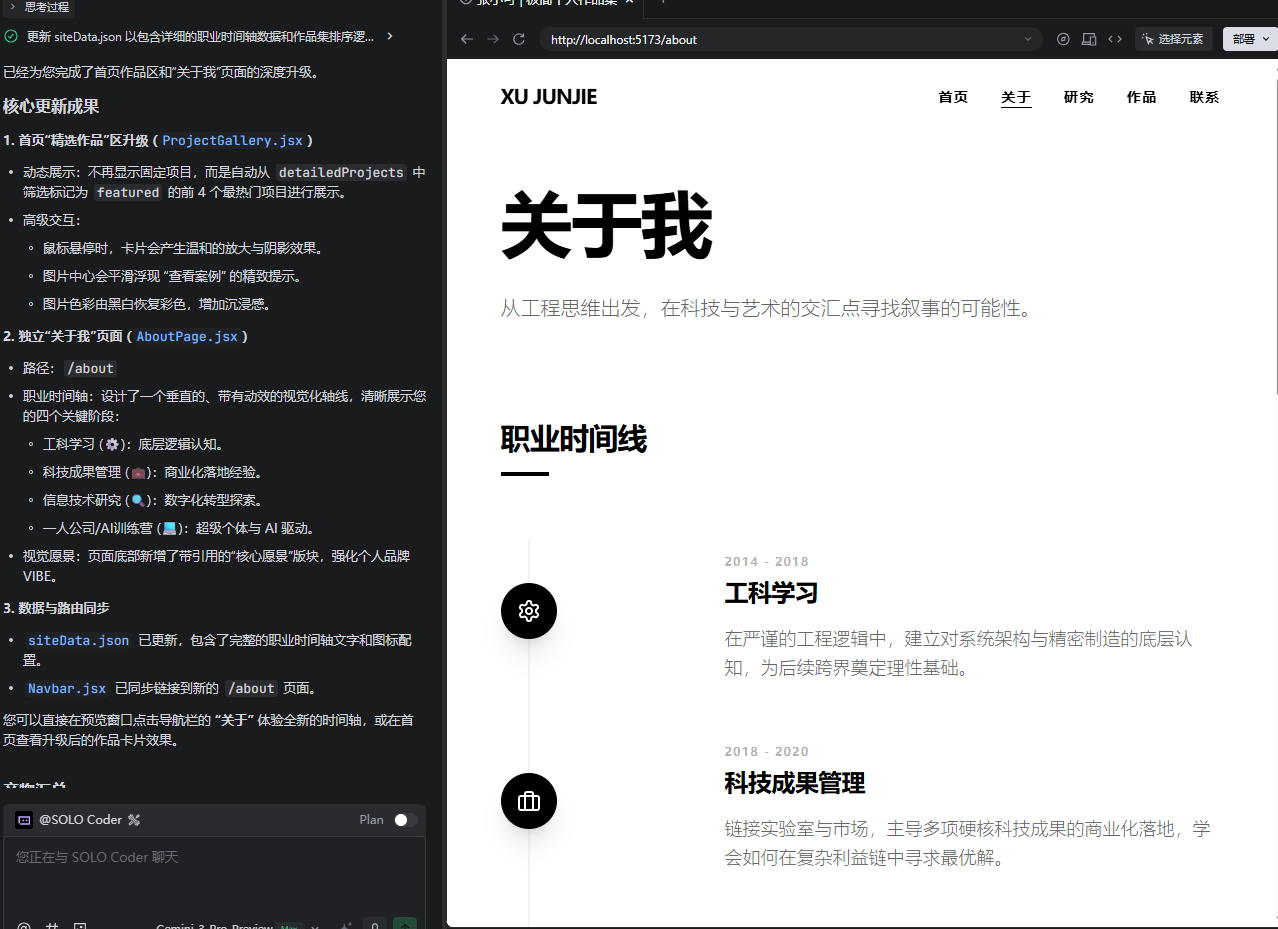 思考过程
更新 siteData.json 以包含详细的职业时间轴数据和作品集排序逻...
已经为您完成了首页作品区和“关于我”页面的深度升级。
核心更新成果
1. 首页“精选作品”区升级 ( ProjectGallery.jsx )
• 动态展示：不再显示固定项目，而是自动从 detailedProjects 中
筛选标记为 featured 的前 4 个最热门项目进行展示。
• 高级交互：
◦ 鼠标悬停时，卡片会产生温和的放大与阴影效果。
◦ 图片中心会平滑浮现 “查看案例” 的精致提示。
◦ 图片色彩由黑白恢复彩色，增加沉浸感。
2. 独立“关于我”页面 ( AboutPage.jsx )
• 路径： /about
• 职业时间轴：设计了一个垂直的、带有动效的视觉化轴线，清晰展示您
的四个关键阶段：
◦ 工科学习 (⚙️)：底层逻辑认知。
◦ 科技成果管理 (💼)：商业化落地经验。
◦ 信息技术研究 (🔍)：数字化转型探索。
◦ 一人公司/AI训练营 (💻)：超级个体与 AI 驱动。
• 视觉愿景：页面底部新增了带引用的“核心愿景”版块，强化个人品牌
VIBE。
3. 数据与路由同步
• siteData.json 已更新，包含了完整的职业时间轴文字和图标配
置。
• Navbar.jsx 已同步链接到新的 /about 页面。
您可以直接在预览窗口点击导航栏的 “关于” 体验全新的时间轴，或在首
页查看升级后的作品卡片效果。
@SOLO Coder
Plan
您正在与 SOLO Coder 聊天
Gemini-3-Pro-Preview
http://localhost:5173/about
选择元素
部署
XU JUNJIE
首页 关于 研究 作品 联系
关于我
从工程思维出发，在科技与艺术的交汇点寻找叙事的可能性。
职业时间线
2014 - 2018
工科学习
在严谨的工程逻辑中，建立对系统架构与精密制造的底层认
知，为后续跨界奠定理性基础。
2018 - 2020
科技成果管理
链接实验室与市场，主导多项硬核科技成果的商业化落地，学
会如何在复杂利益链中寻求最优解。